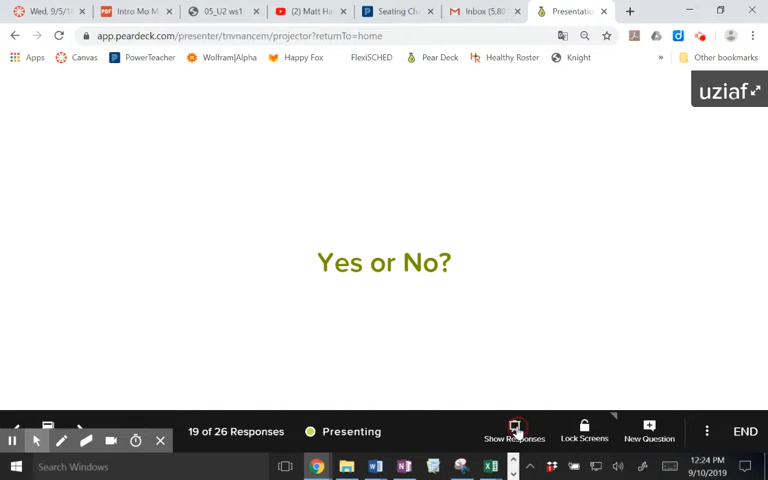 Wed, 9/5/18
Intro Mo M
05_U2 ws1
(2) Matt Ha
Seating Ch
Inbox (5,80
Presentatio
app.peardeck.com/presenter/tnvnancem/projector?returnTo=home
Apps
Canvas
PowerTeacher
Wolfram|Alpha
Happy Fox
FlexiSCHED
Pear Deck
Healthy Roster
Knight
»
Other bookmarks
uziaf
Yes or No?
19 of 26 Responses
Presenting
Show Responses
Lock Screens
New Question
END
Search Windows
12:24 PM
9/10/2019